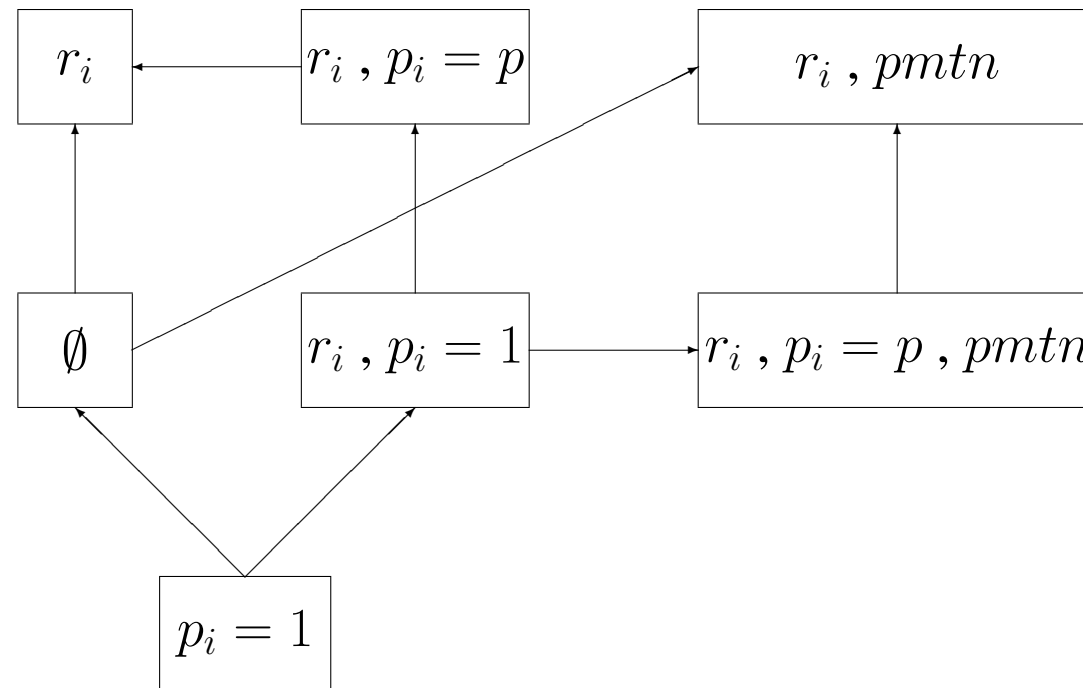 r_i
r_i , p_i = p
r_i , pmtn
∅
r_i , p_i = 1
r_i , p_i = p , pmtn
p_i = 1